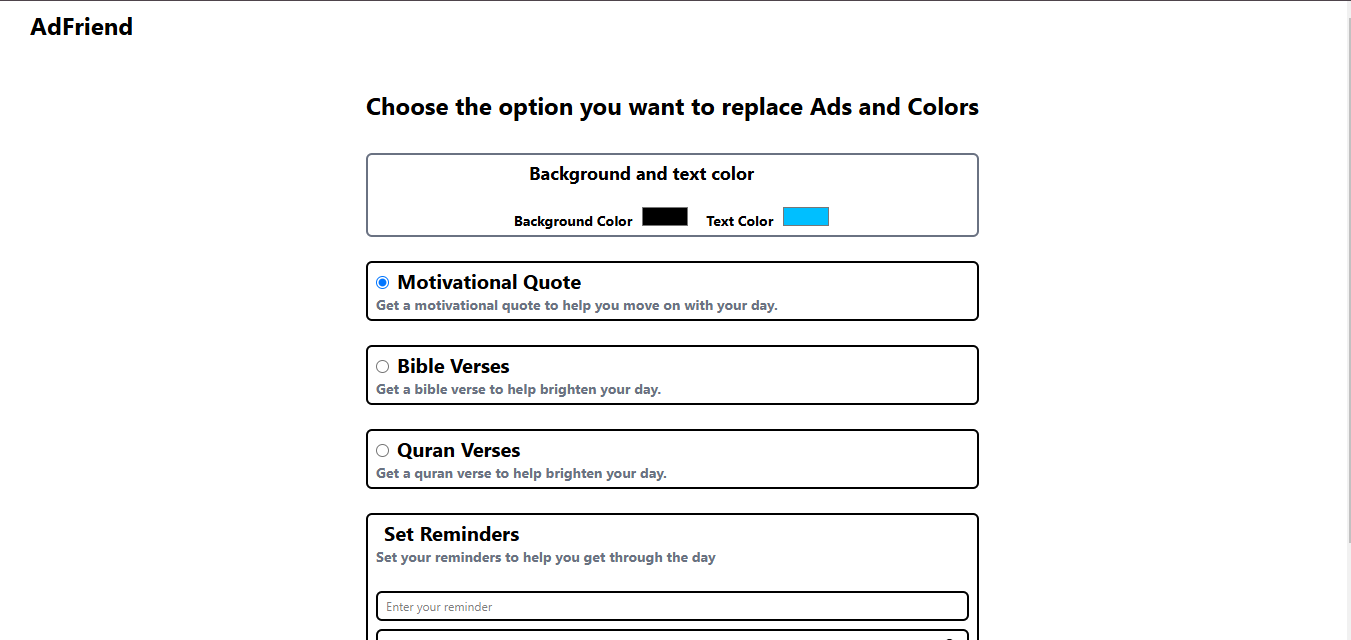 AdFriend
Choose the option you want to replace Ads and Colors
Background and text color
Background Color Text Color
Motivational Quote
Get a motivational quote to help you move on with your day.
Bible Verses
Get a bible verse to help brighten your day.
Quran Verses
Get a quran verse to help brighten your day.
Set Reminders
Set your reminders to help you get through the day
Enter your reminder